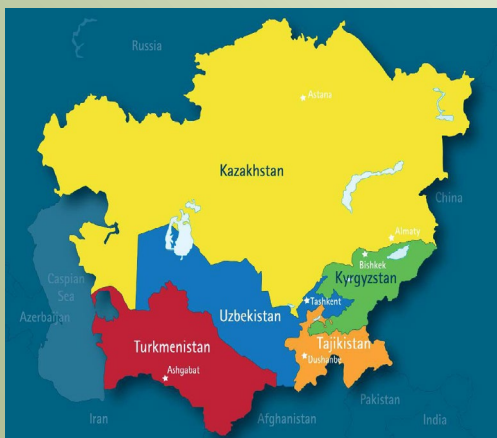 Russia
Astana
Kazakhstan
China
Almaty
Bishkek
Caspian
Sea
Kyrgyzstan
Tashkent
Azerbaijan
Uzbekistan
Turkmenistan
Tajikistan
Dushanbe
Ashgabat
Pakistan
Iran
Afghanistan
India